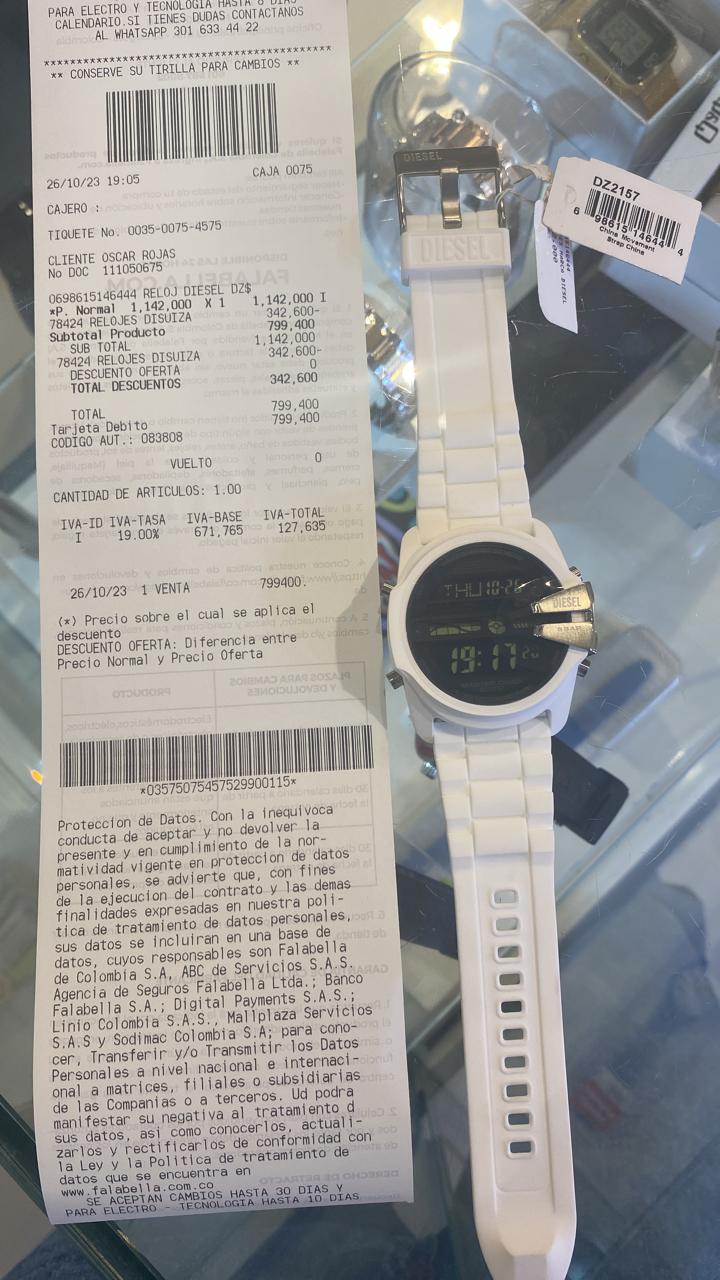 PARA ELECTRO Y TECNOLOGIA HASTA 8 DIAS
CALENDARIO.SI TIENES DUDAS CONTACTANOS
AL WHATSAPP 301 633 44 22
****************************************
** CONSERVE SU TIRILLA PARA CAMBIOS **
26/10/23 19:05 CAJA 0075
CAJERO :
TIQUETE No: 0035-0075-4575
CLIENTE OSCAR ROJAS
No DOC 111050675
0698615146444 RELOJ DIESEL DZ$
*P. Normal 1,142,000 X 1 1,142,000 I
78424 RELOJES DISUIZA 342,600-
Subtotal Producto 799,400
SUB TOTAL 1,142,000
78424 RELOJES DISUIZA 342,600-
DESCUENTO OFERTA 0
TOTAL DESCUENTOS 342,600
TOTAL 799,400
Tarjeta Debito 799,400
CODIGO AUT.: 083808
VUELTO 0
CANTIDAD DE ARTICULOS: 1.00
IVA-ID IVA-TASA IVA-BASE IVA-TOTAL
I 19.00% 671,765 127,635
26/10/23 1 VENTA 799400.
(*) Precio sobre el cual se aplica el
descuento
DESCUENTO OFERTA: Diferencia entre
Precio Normal y Precio Oferta
*03575075457529900115*
Proteccion de Datos. Con la inequivoca
conducta de aceptar y no devolver la
presente y en cumplimiento de la nor-
matividad vigente en proteccion de datos
personales, se advierte que, con fines
de la ejecucion del contrato y las demas
finalidades expresadas en nuestra poli-
tica de tratamiento de datos personales,
sus datos se incluiran en una base de
datos, cuyos responsables son Falabella
de Colombia S.A, ABC de Servicios S.A.S.
Agencia de Seguros Falabella Ltda.; Banco
Falabella S.A.; Digital Payments S.A.S.;
Linio Colombia S.A.S., Mallplaza Servicios
S.A.S y Sodimac Colombia S.A; para cono-
cer, Transferir y/o Transmitir los Datos
Personales a nivel nacional e internaci-
onal a matrices, filiales o subsidiarias
de las Companias o a terceros. Ud podra
manifestar su negativa al tratamiento d
sus datos, asi como conocerlos, actuali-
zarlos y rectificarlos de conformidad con
la Ley y la Politica de tratamiento de
datos que se encuentra en
www.falabella.com.co
SE ACEPTAN CAMBIOS HASTA 30 DIAS Y
PARA ELECTRO - TECNOLOGIA HASTA 10 DIAS
DIESEL
DIESEL
DZ2157
6 98615 14644 4
China Movement
Strap China
THU 10-26
DIESEL
19:17